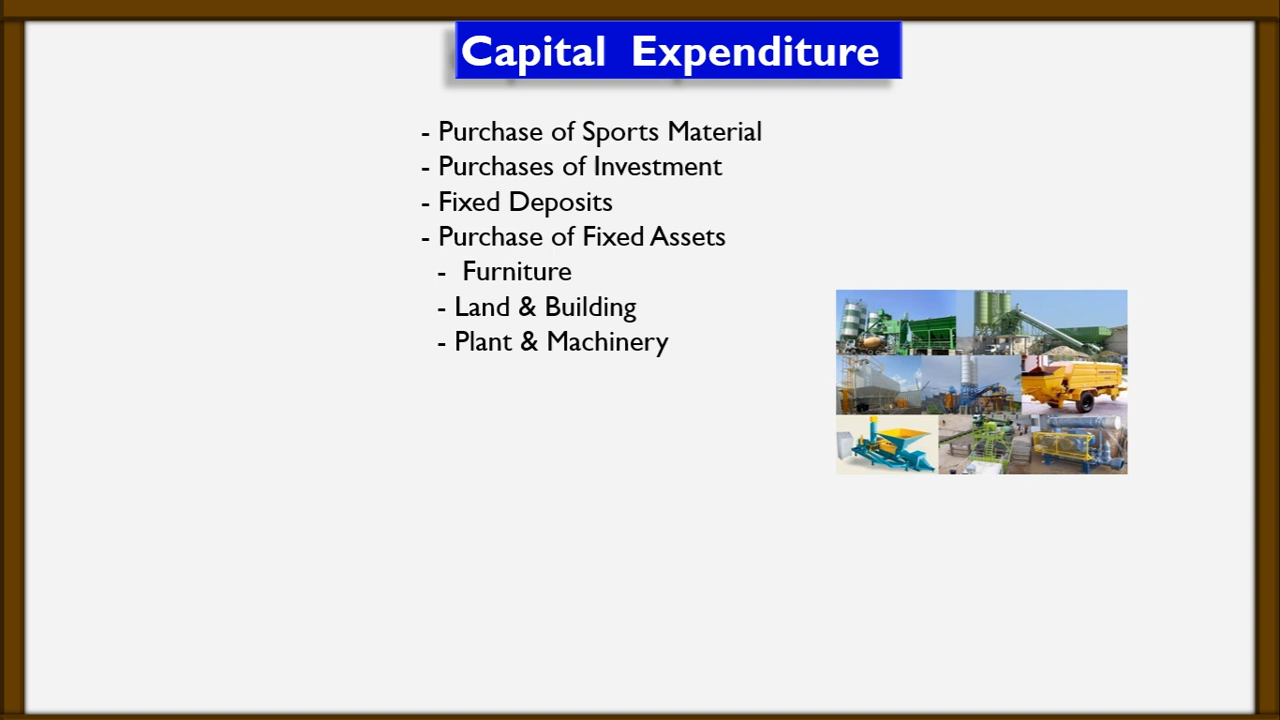 Capital Expenditure
- Purchase of Sports Material
- Purchases of Investment
- Fixed Deposits
- Purchase of Fixed Assets
- Furniture
- Land & Building
- Plant & Machinery